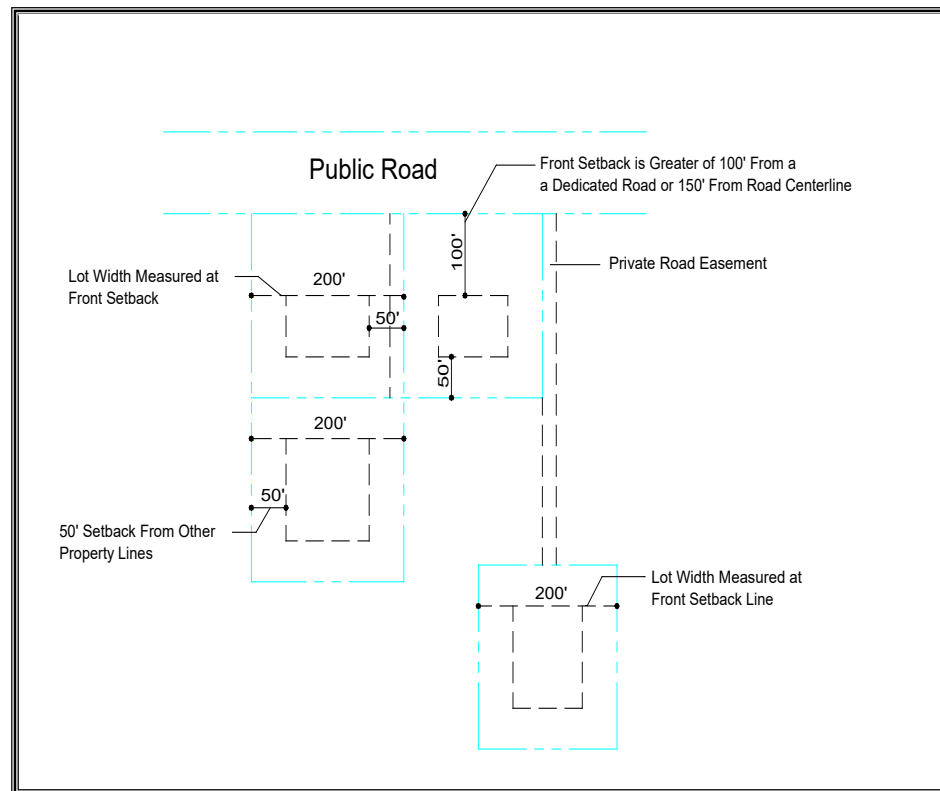 Public Road
Front Setback is Greater of 100' From a
a Dedicated Road or 150' From Road Centerline
100'
Private Road Easement
Lot Width Measured at
Front Setback
200'
50'
50'
200'
50'
50' Setback From Other
Property Lines
Lot Width Measured at
Front Setback Line
200'